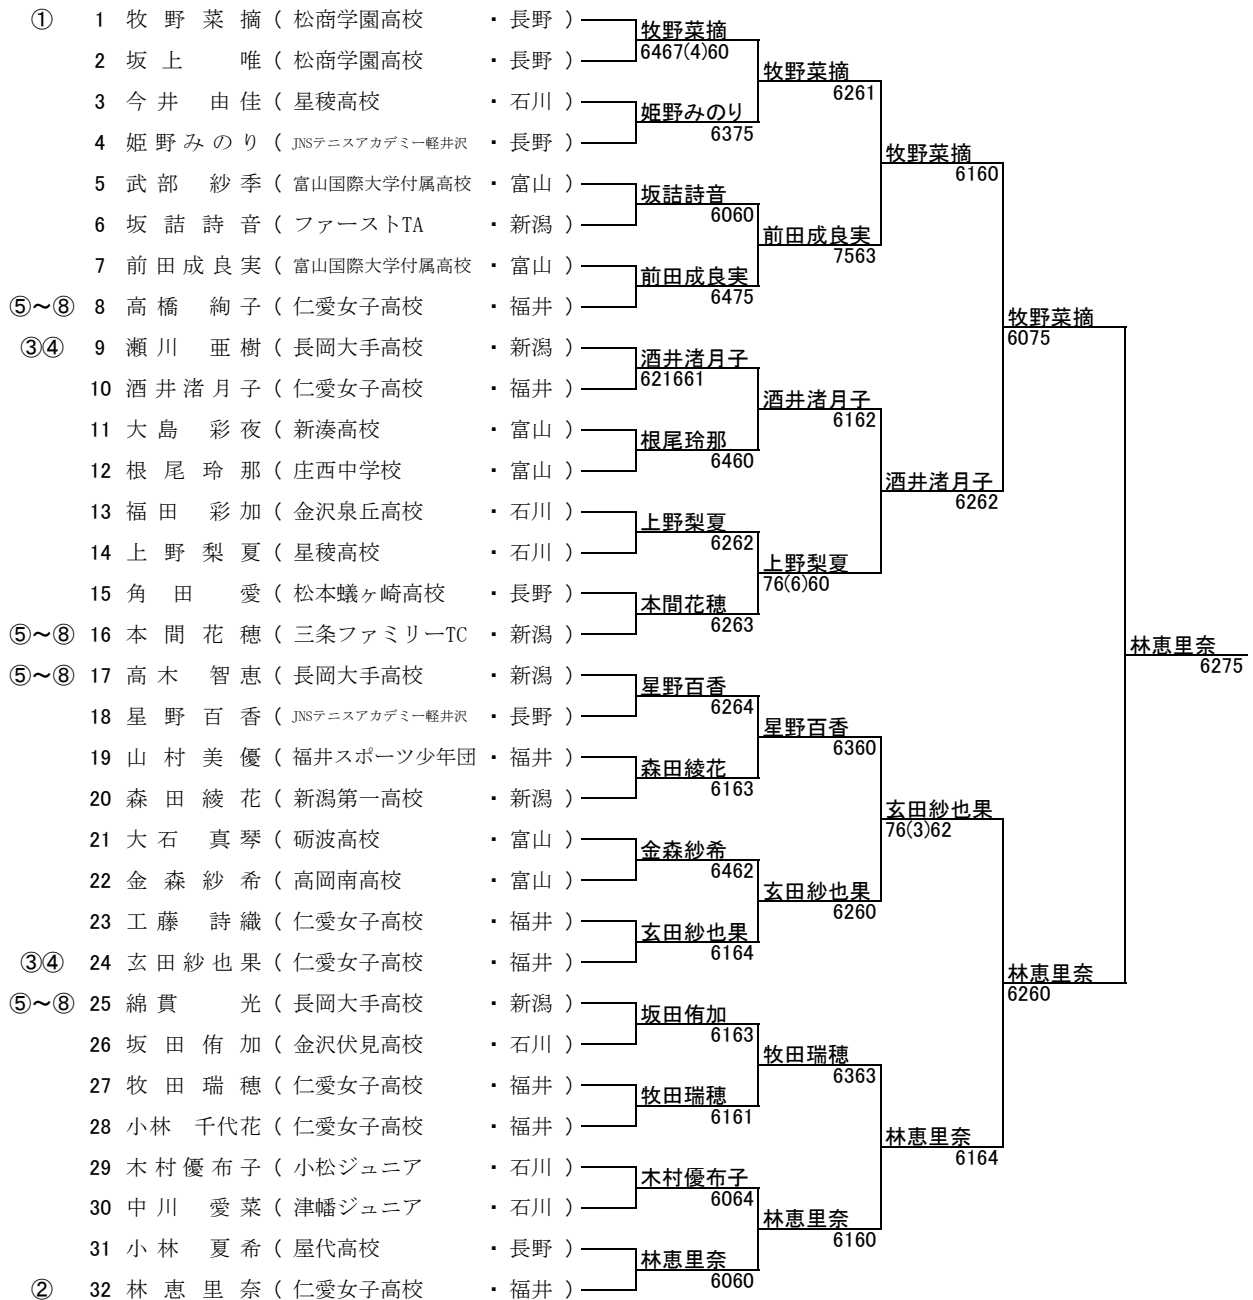 ① 1 牧野菜摘 ( 松商学園高校 ・ 長野 )
2 坂上 唯 ( 松商学園高校 ・ 長野 )
3 今井 由佳 ( 星稜高校 ・ 石川 )
4 姫野みのり ( JNSテニスアカデミー軽井沢 ・ 長野 )
5 武部 紗季 ( 富山国際大学付属高校 ・ 富山 )
6 坂詰詩音 ( ファーストTA ・ 新潟 )
7 前田成良実 ( 富山国際大学付属高校 ・ 富山 )
⑤～⑧ 8 高橋 絢子 ( 仁愛女子高校 ・ 福井 )
③④ 9 瀬川 亜樹 ( 長岡大手高校 ・ 新潟 )
10 酒井渚月子 ( 仁愛女子高校 ・ 福井 )
11 大島 彩夜 ( 新湊高校 ・ 富山 )
12 根尾玲那 ( 庄西中学校 ・ 富山 )
13 福田 彩加 ( 金沢泉丘高校 ・ 石川 )
14 上野梨夏 ( 星稜高校 ・ 石川 )
15 角田 愛 ( 松本蟻ヶ崎高校 ・ 長野 )
⑤～⑧ 16 本間花穂 ( 三条ファミリーTC ・ 新潟 )
⑤～⑧ 17 高木 智恵 ( 長岡大手高校 ・ 新潟 )
18 星野百香 ( JNSテニスアカデミー軽井沢 ・ 長野 )
19 山村美優 ( 福井スポーツ少年団 ・ 福井 )
20 森田綾花 ( 新潟第一高校 ・ 新潟 )
21 大石 真琴 ( 砺波高校 ・ 富山 )
22 金森紗希 ( 高岡南高校 ・ 富山 )
23 工藤 詩織 ( 仁愛女子高校 ・ 福井 )
③④ 24 玄田紗也果 ( 仁愛女子高校 ・ 福井 )
⑤～⑧ 25 綿貫 光 ( 長岡大手高校 ・ 新潟 )
26 坂田侑加 ( 金沢伏見高校 ・ 石川 )
27 牧田瑞穂 ( 仁愛女子高校 ・ 福井 )
28 小林 千代花 ( 仁愛女子高校 ・ 福井 )
29 木村優布子 ( 小松ジュニア ・ 石川 )
30 中川 愛菜 ( 津幡ジュニア ・ 石川 )
31 小林 夏希 ( 屋代高校 ・ 長野 )
② 32 林恵里奈 ( 仁愛女子高校 ・ 福井 )
牧野菜摘
6467(4)60
姫野みのり
6375
坂詰詩音
6060
前田成良実
6475
酒井渚月子
621661
根尾玲那
6460
上野梨夏
6262
本間花穂
6263
星野百香
6264
森田綾花
6163
金森紗希
6462
玄田紗也果
6164
坂田侑加
6163
牧田瑞穂
6161
木村優布子
6064
林恵里奈
6060
牧野菜摘
6261
前田成良実
7563
酒井渚月子
6162
上野梨夏
76(6)60
星野百香
6360
玄田紗也果
6260
牧田瑞穂
6363
林恵里奈
6160
牧野菜摘
6160
酒井渚月子
6262
玄田紗也果
76(3)62
林恵里奈
6164
牧野菜摘
6075
林恵里奈
6260
林恵里奈
6275